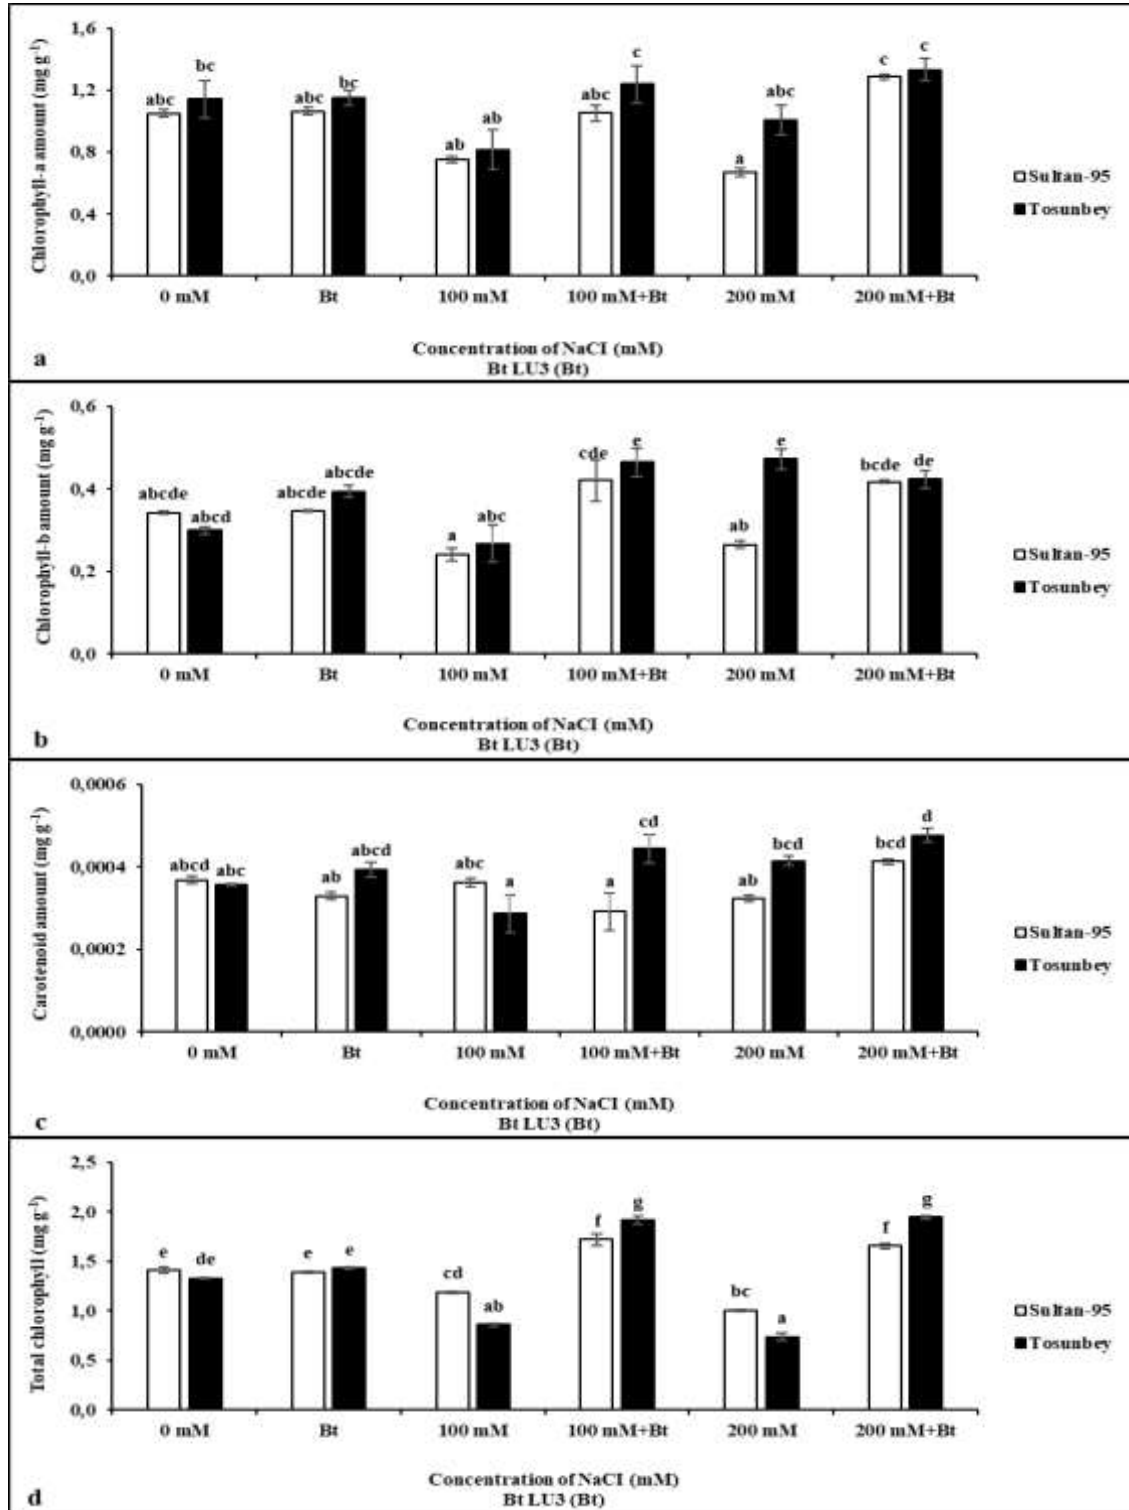 1,6
1,2
0,8
0,4
0,0
Chlorophyll-a amount (mg g-1)
abc bc abc bc ab ab abc c a abc c c
0 mM Bt 100 mM 100 mM+Bt 200 mM 200 mM+Bt
Sultan-95
Tosunbey
Concentration of NaCI (mM)
Bt LU3 (Bt)
a
0,6
0,4
0,2
0,0
Chlorophyll-b amount (mg g-1)
abcde abcd abcde abcde a abc cde e ab e bcde de
0 mM Bt 100 mM 100 mM+Bt 200 mM 200 mM+Bt
Sultan-95
Tosunbey
Concentration of NaCI (mM)
Bt LU3 (Bt)
b
0,0006
0,0004
0,0002
0,0000
Carotenoid amount (mg g-1)
abcd abc ab abcd abc a a cd ab bcd bcd d
0 mM Bt 100 mM 100 mM+Bt 200 mM 200 mM+Bt
Sultan-95
Tosunbey
Concentration of NaCI (mM)
Bt LU3 (Bt)
c
2,5
2,0
1,5
1,0
0,5
0,0
Total chlorophyll (mg g-1)
e de e e cd ab f g bc a f g
0 mM Bt 100 mM 100 mM+Bt 200 mM 200 mM+Bt
Sultan-95
Tosunbey
Concentration of NaCI (mM)
Bt LU3 (Bt)
d